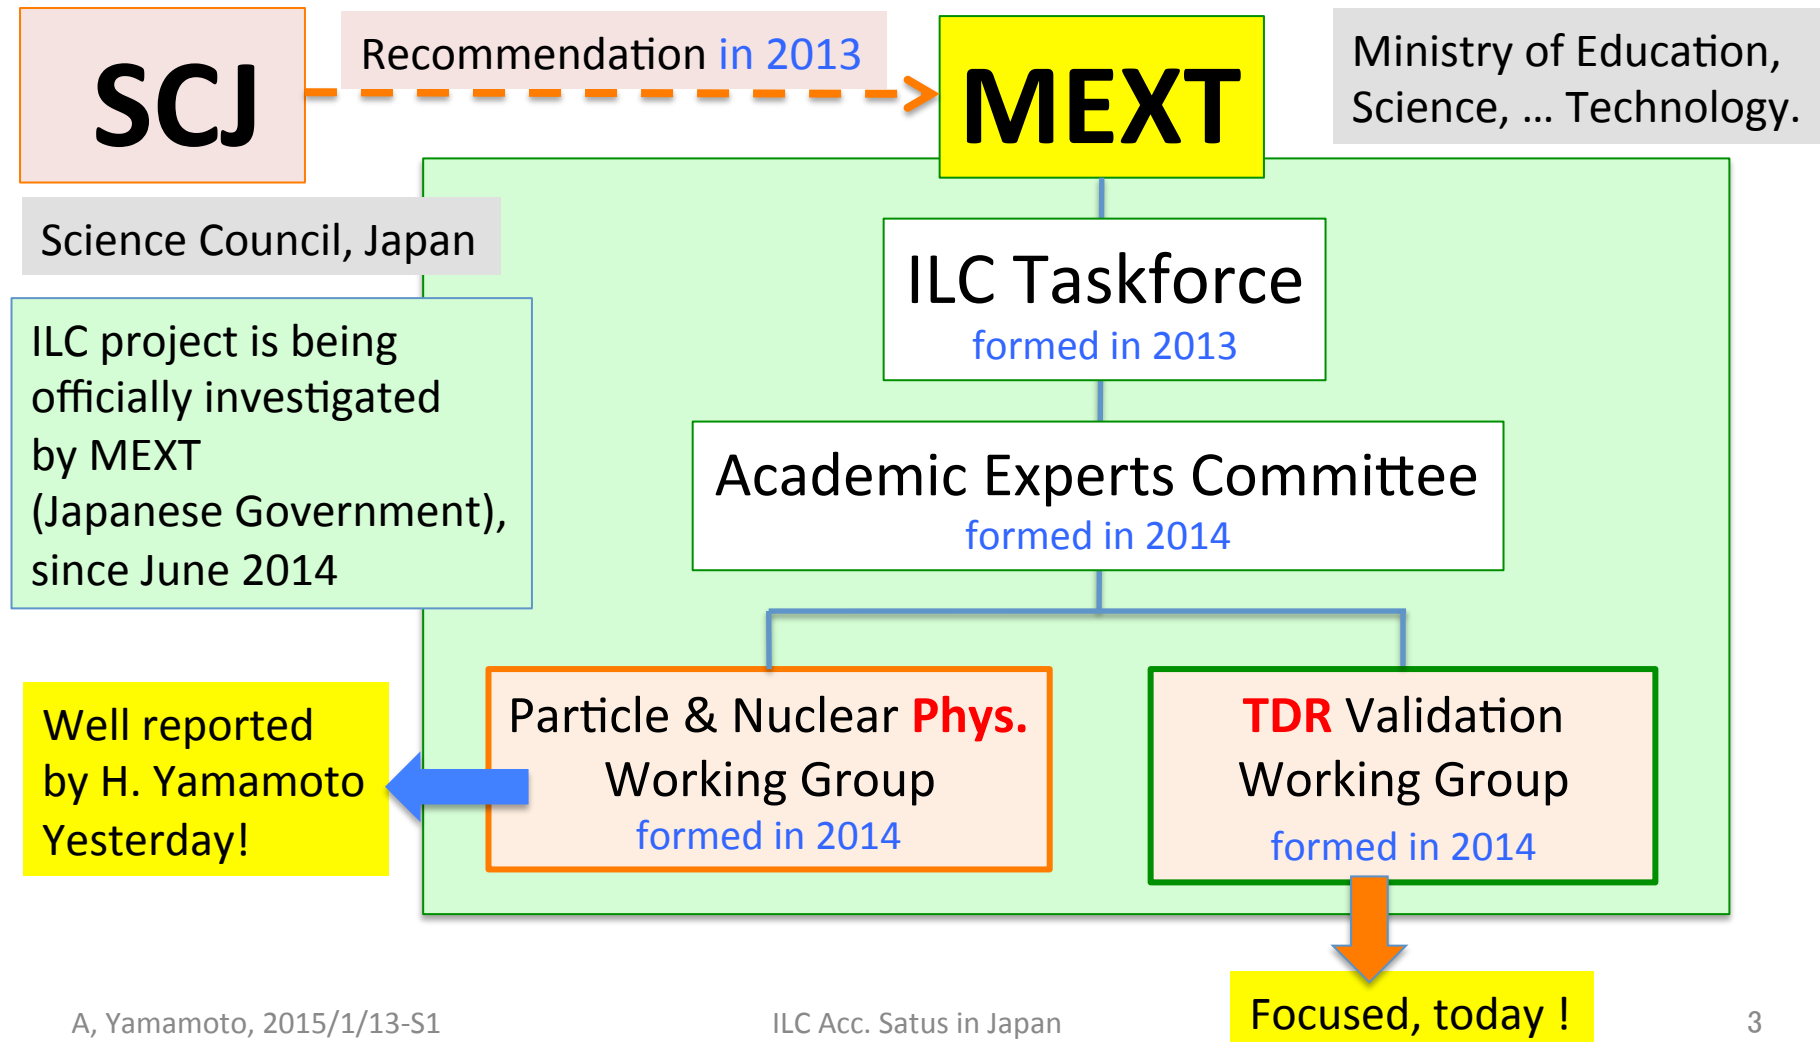 SCJ
Recommendation in 2013
MEXT
Ministry of Education,
Science, … Technology.
Science Council, Japan
ILC Taskforce
formed in 2013
ILC project is being
officially investigated
by MEXT
(Japanese Government),
since June 2014
Academic Experts Committee
formed in 2014
Well reported
by H. Yamamoto
Yesterday!
Particle & Nuclear Phys.
Working Group
formed in 2014
TDR Validation
Working Group
formed in 2014
Focused, today !
A, Yamamoto, 2015/1/13-S1
ILC Acc. Satus in Japan
3